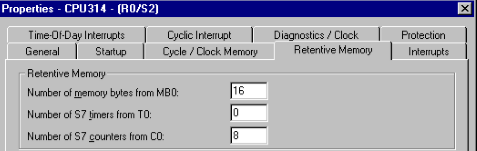 Properties - CPU314 - (R0/S2)
Time-Of-Day Interrupts Cyclic Interrupt Diagnostics / Clock Protection
General Startup Cycle / Clock Memory Retentive Memory Interrupts
Retentive Memory
Number of memory bytes from MB0: 16
Number of S7 timers from T0: 0
Number of S7 counters from C0: 8